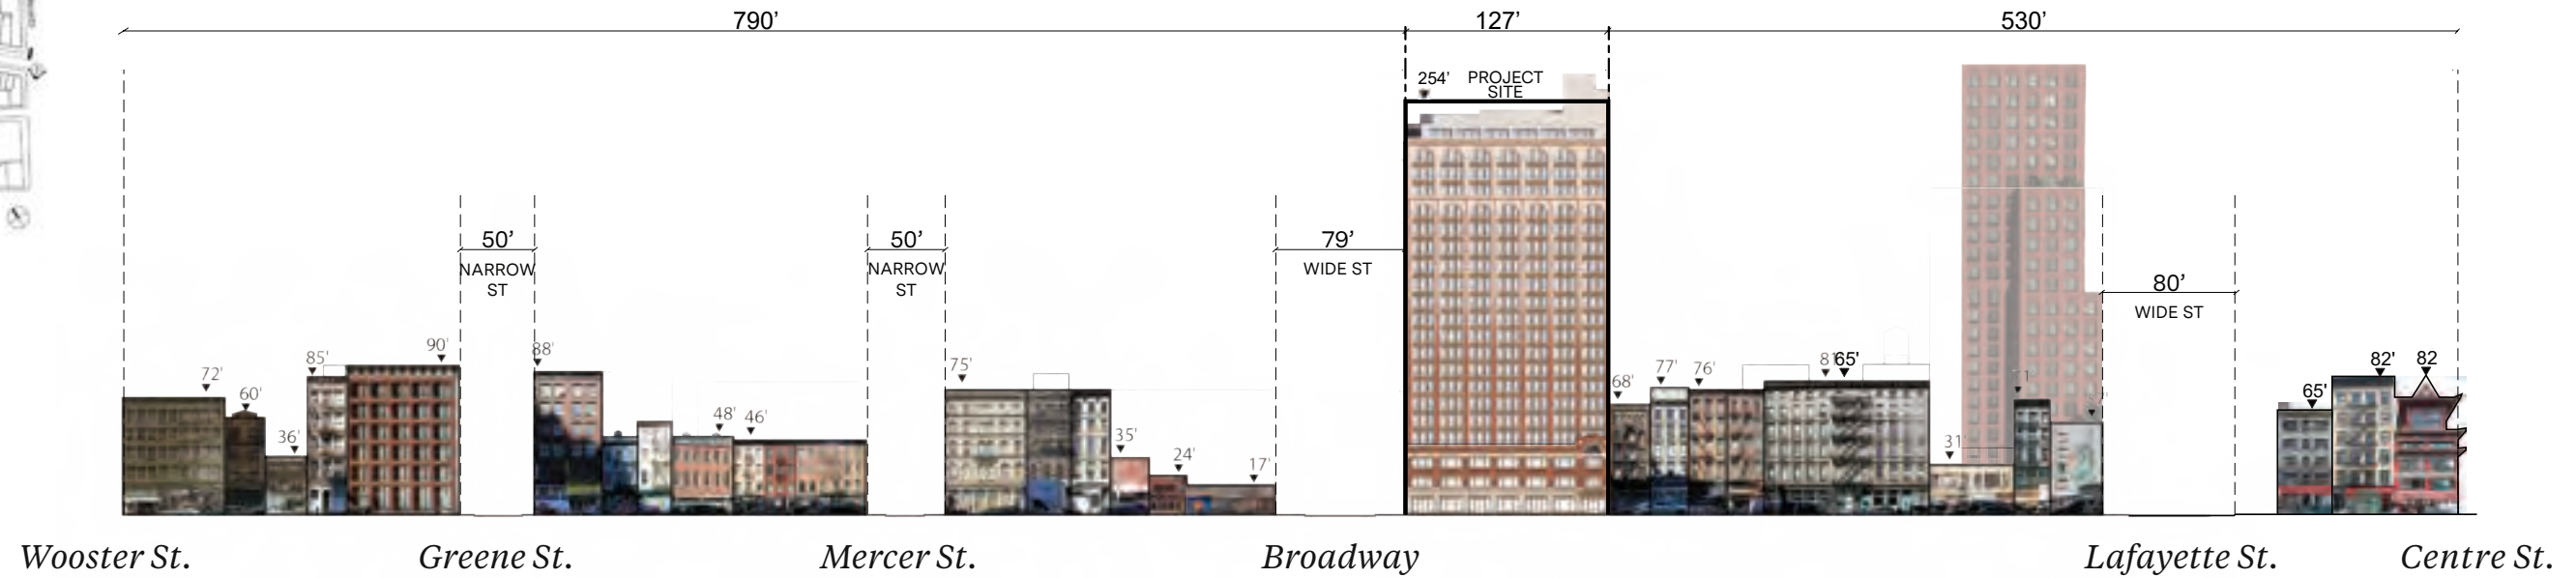 790’ 127’ 530’
254’ PROJECT
SITE
50’ 50’ 79’
NARROW NARROW WIDE ST
ST ST
80’
WIDE ST
72' 60' 36' 85' 90' 88' 48' 46' 75' 35' 24' 17' 68' 77' 76' 65' 31' 65' 82' 82
Wooster St. Greene St. Mercer St. Broadway Lafayette St. Centre St.